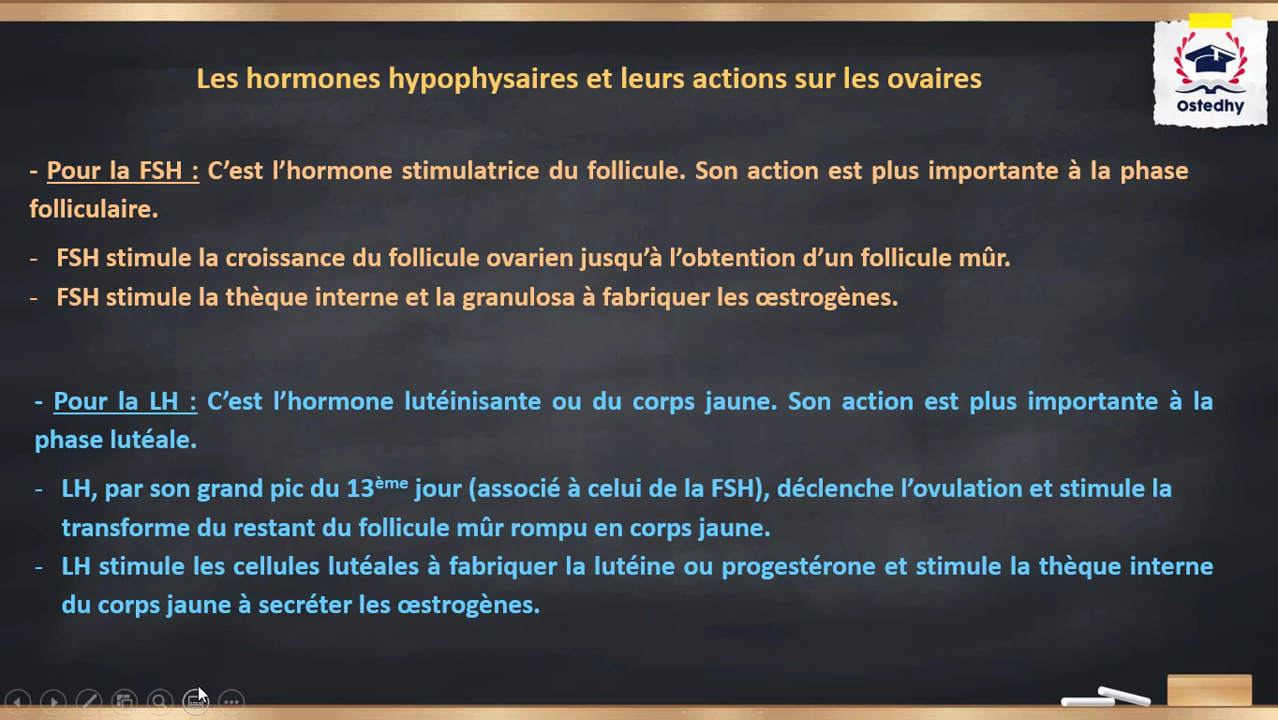 Les hormones hypophysaires et leurs actions sur les ovaires
Ostedhy
- Pour la FSH : C’est l’hormone stimulatrice du follicule. Son action est plus importante à la phase
folliculaire.
- FSH stimule la croissance du follicule ovarien jusqu’à l’obtention d’un follicule mûr.
- FSH stimule la thèque interne et la granulosa à fabriquer les œstrogènes.
- Pour la LH : C’est l’hormone lutéinisante ou du corps jaune. Son action est plus importante à la
phase lutéale.
- LH, par son grand pic du 13ème jour (associé à celui de la FSH), déclenche l’ovulation et stimule la
transforme du restant du follicule mûr rompu en corps jaune.
- LH stimule les cellules lutéales à fabriquer la lutéine ou progestérone et stimule la thèque interne
du corps jaune à secréter les œstrogènes.